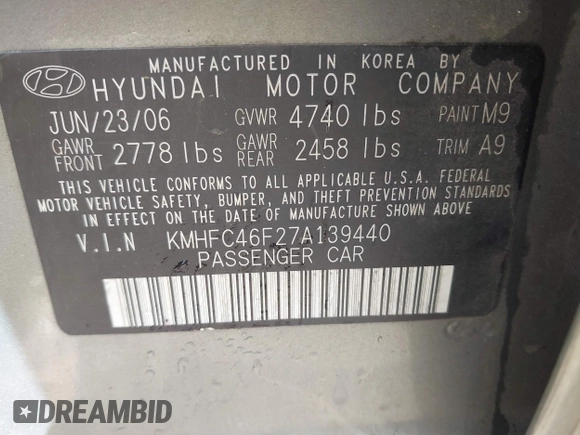 MANUFACTURED IN KOREA BY
HYUNDAI MOTOR COMPANY
JUN/23/06 GVWR 4740 lbs PAINT M9
GAWR FRONT 2778 lbs GAWR REAR 2458 lbs TRIM A9
THIS VEHICLE CONFORMS TO ALL APPLICABLE U.S.A. FEDERAL
MOTOR VEHICLE SAFETY, BUMPER, AND THEFT PREVENTION STANDARDS
IN EFFECT ON THE DATE OF MANUFACTURE SHOWN ABOVE
V.I.N KMHFC46F27A139440
PASSENGER CAR
DREAMBID